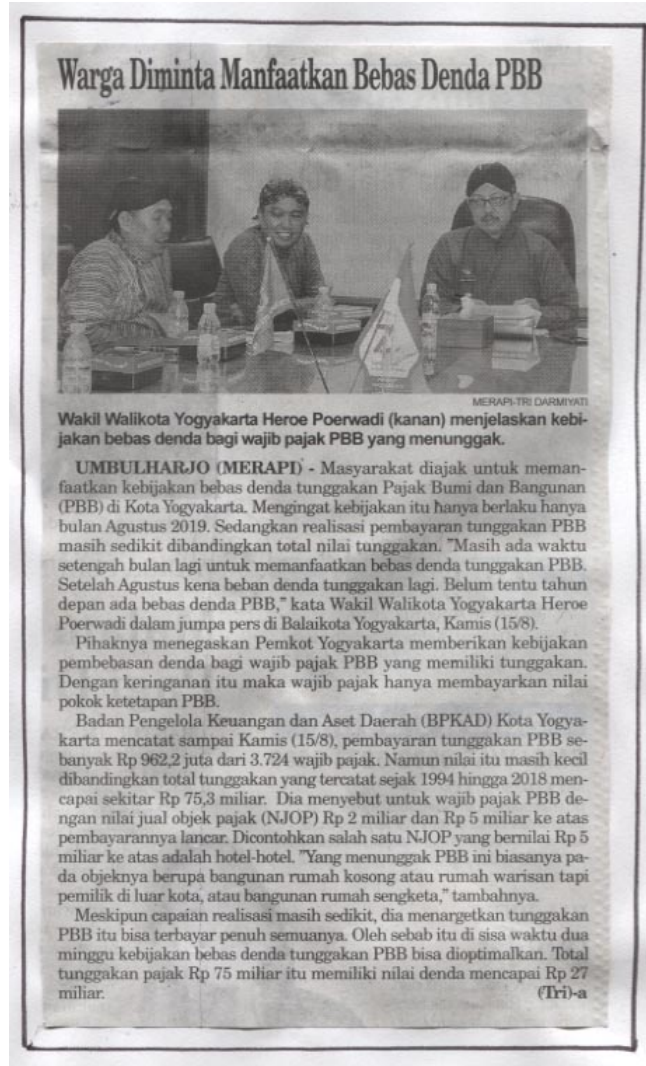 Warga Diminta Manfaatkan Bebas Denda PBB
MERAPI-TRI DARMIYATI
Wakil Walikota Yogyakarta Heroe Poerwadi (kanan) menjelaskan kebi-
jakan bebas denda bagi wajib pajak PBB yang menunggak.
UMBULHARJO (MERAPI) - Masyarakat diajak untuk meman-
faatkan kebijakan bebas denda tunggakan Pajak Bumi dan Bangunan
(PBB) di Kota Yogyakarta. Mengingat kebijakan itu hanya berlaku hanya
bulan Agustus 2019. Sedangkan realisasi pembayaran tunggakan PBB
masih sedikit dibandingkan total nilai tunggakan. "Masih ada waktu
setengah bulan lagi untuk memanfaatkan bebas denda tunggakan PBB.
Setelah Agustus kena beban denda tunggakan lagi. Belum tentu tahun
depan ada bebas denda PBB," kata Wakil Walikota Yogyakarta Heroe
Poerwadi dalam jumpa pers di Balaikota Yogyakarta, Kamis (15/8).
Pihaknya menegaskan Pemkot Yogyakarta memberikan kebijakan
pembebasan denda bagi wajib pajak PBB yang memiliki tunggakan.
Dengan keringanan itu maka wajib pajak hanya membayarkan nilai
pokok ketetapan PBB.
Badan Pengelola Keuangan dan Aset Daerah (BPKAD) Kota Yogya-
karta mencatat sampai Kamis (15/8), pembayaran tunggakan PBB se-
banyak Rp 962,2 juta dari 3.724 wajib pajak. Namun nilai itu masih kecil
dibandingkan total tunggakan yang tercatat sejak 1994 hingga 2018 men-
capai sekitar Rp 75,3 miliar. Dia menyebut untuk wajib pajak PBB de-
ngan nilai jual objek pajak (NJOP) Rp 2 miliar dan Rp 5 miliar ke atas
pembayarannya lancar. Dicontohkan salah satu NJOP yang bernilai Rp 5
miliar ke atas adalah hotel-hotel. "Yang menunggak PBB ini biasanya pa-
da objeknya berupa bangunan rumah kosong atau rumah warisan tapi
pemilik di luar kota, atau bangunan rumah sengketa," tambahnya.
Meskipun capaian realisasi masih sedikit, dia menargetkan tunggakan
PBB itu bisa terbayar penuh semuanya. Oleh sebab itu di sisa waktu dua
minggu kebijakan bebas denda tunggakan PBB bisa dioptimalkan. Total
tunggakan pajak Rp 75 miliar itu memiliki nilai denda mencapai Rp 27
miliar. (Tri)-a